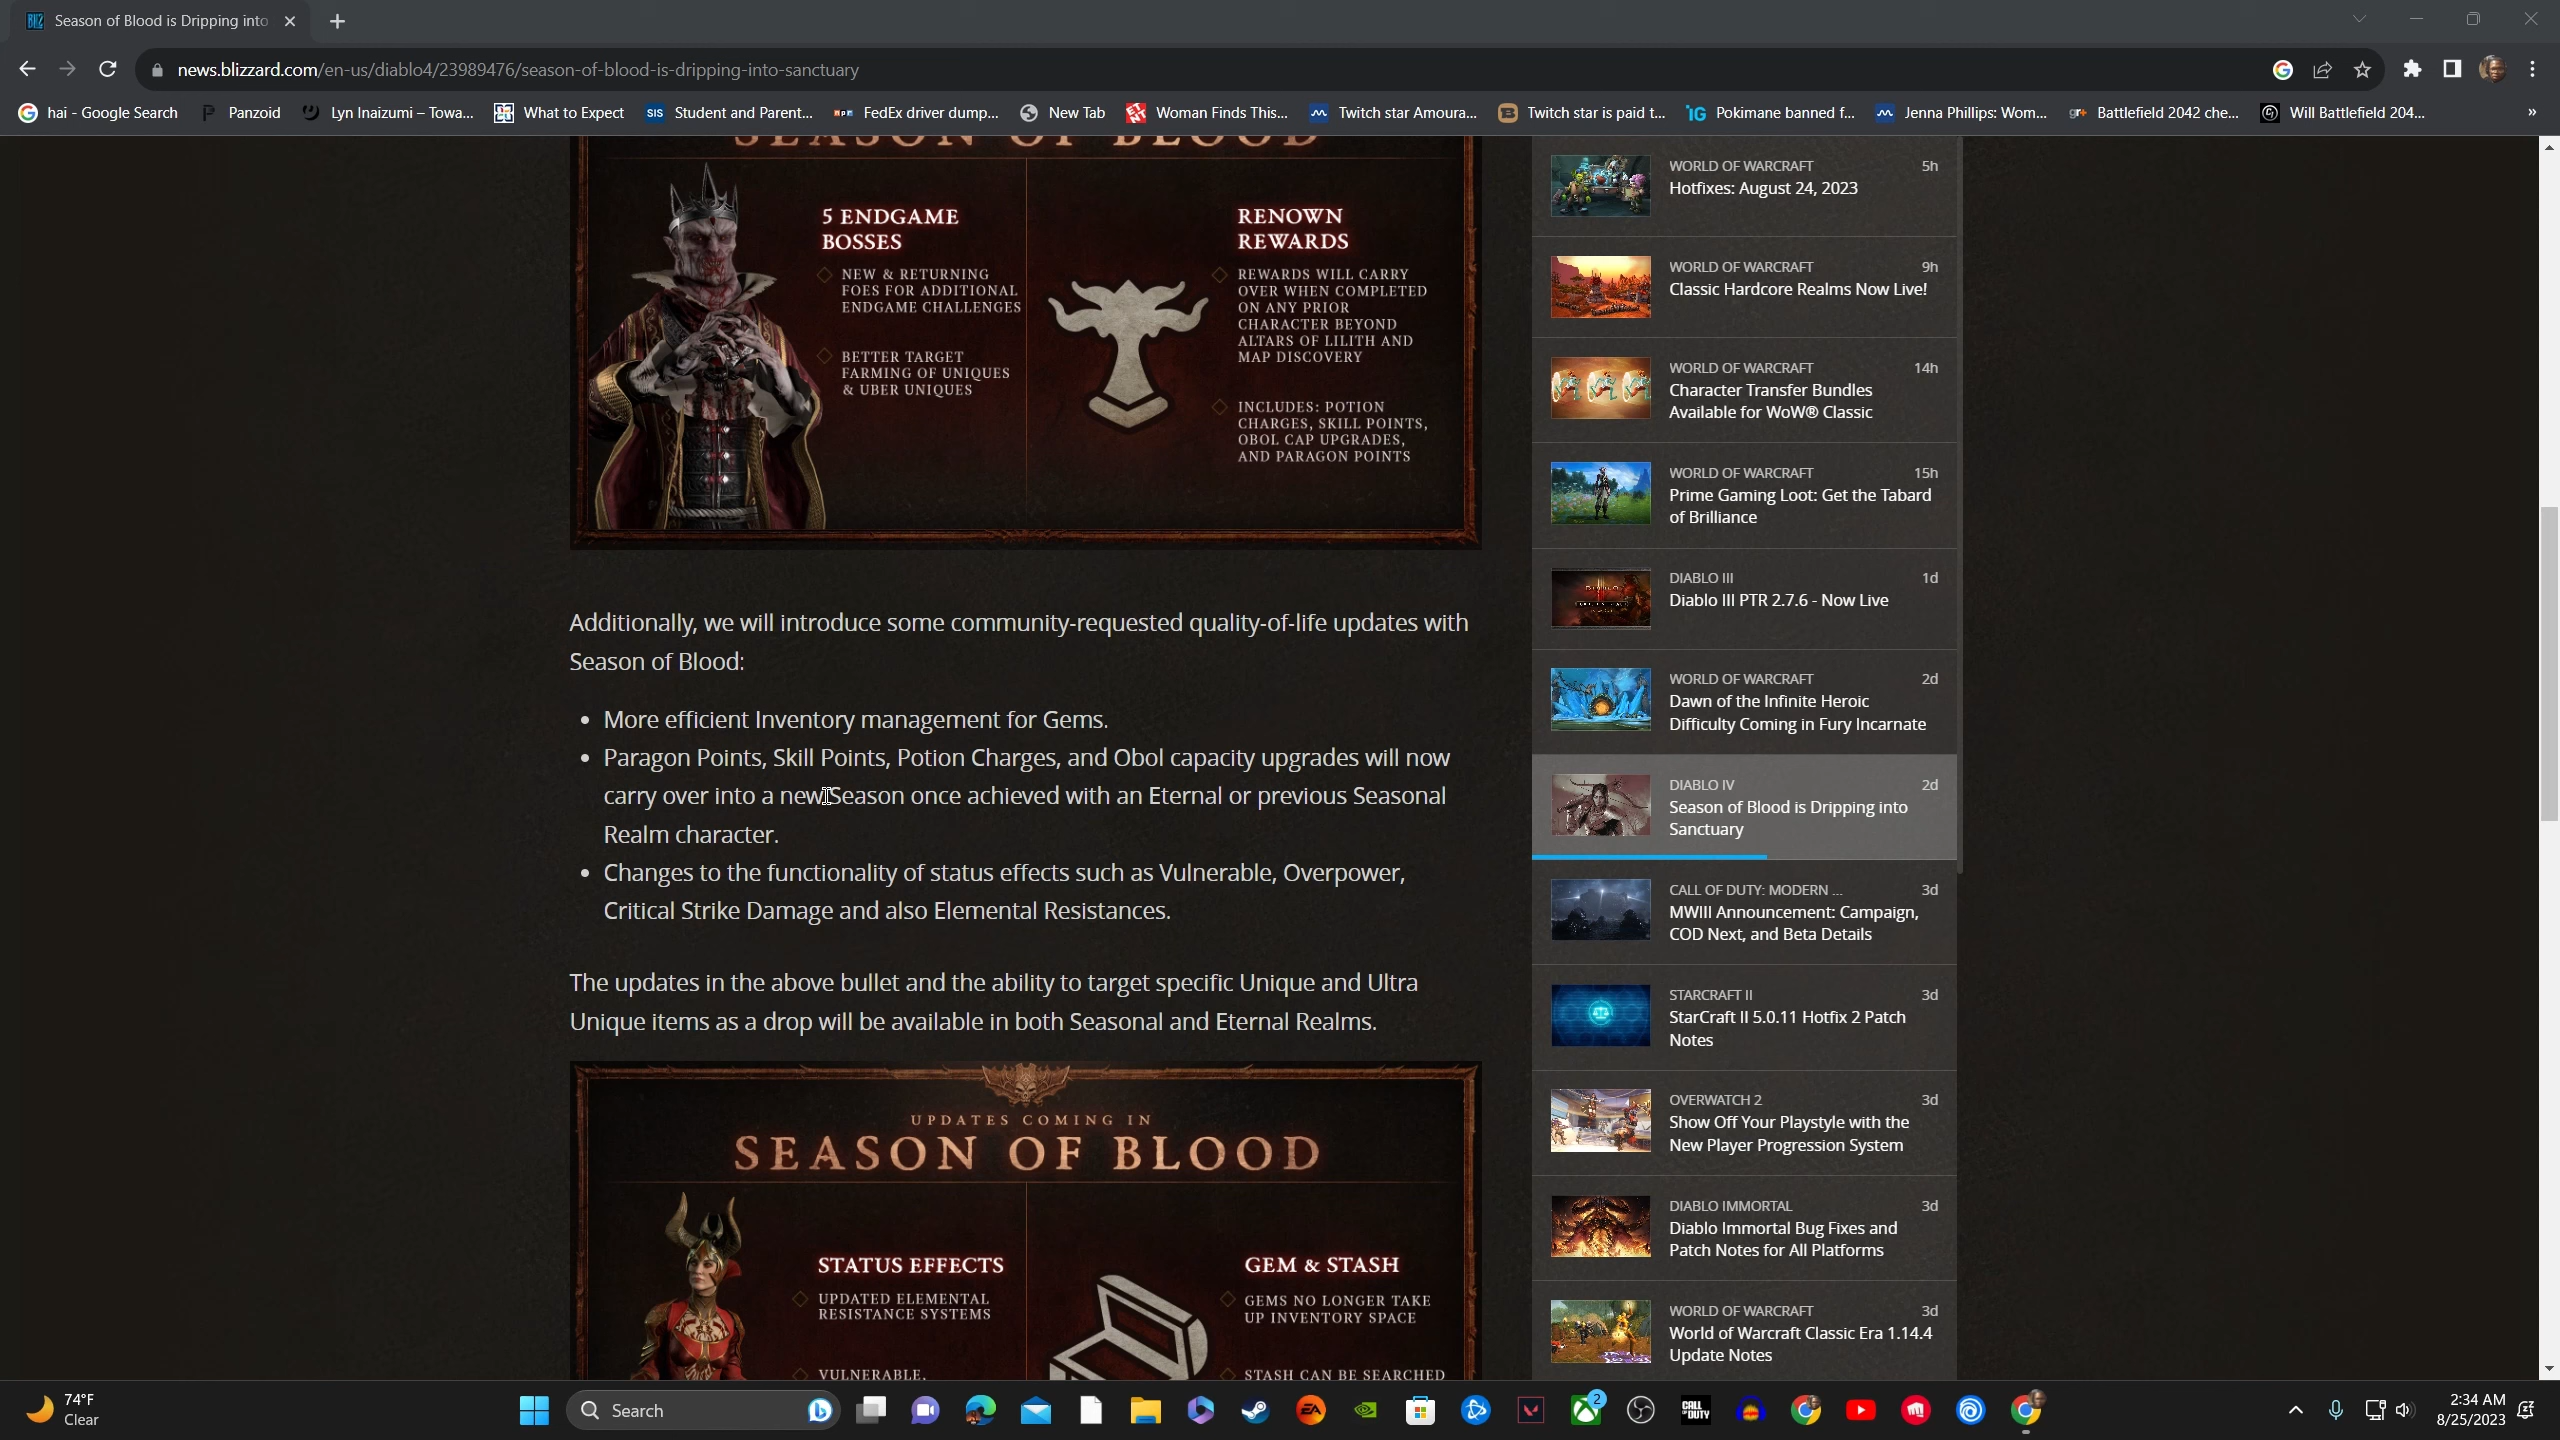 Season of Blood is Dripping into
news.blizzard.com/en-us/diablo4/23989476/season-of-blood-is-dripping-into-sanctuary
hai - Google Search
Panzoid
Lyn Inaizumi – Towa...
What to Expect
SIS
Student and Parent...
FedEx driver dump...
New Tab
Woman Finds This...
Twitch star Amoura...
Twitch star is paid t...
Pokimane banned f...
Jenna Phillips: Wom...
Battlefield 2042 che...
Will Battlefield 204...
»
SEASON OF BLOOD
5 ENDGAME
BOSSES
NEW & RETURNING
FOES FOR ADDITIONAL
ENDGAME CHALLENGES
BETTER TARGET
FARMING OF UNIQUES
& UBER UNIQUES
RENOWN
REWARDS
REWARDS WILL CARRY
OVER WHEN COMPLETED
ON ANY PRIOR
CHARACTER BEYOND
ALTARS OF LILITH AND
MAP DISCOVERY
INCLUDES: POTION
CHARGES, SKILL POINTS,
OBOL CAP UPGRADES,
AND PARAGON POINTS
Additionally, we will introduce some community-requested quality-of-life updates with
Season of Blood:
• More efficient Inventory management for Gems.
• Paragon Points, Skill Points, Potion Charges, and Obol capacity upgrades will now
carry over into a new Season once achieved with an Eternal or previous Seasonal
Realm character.
• Changes to the functionality of status effects such as Vulnerable, Overpower,
Critical Strike Damage and also Elemental Resistances.
The updates in the above bullet and the ability to target specific Unique and Ultra
Unique items as a drop will be available in both Seasonal and Eternal Realms.
UPDATES COMING IN
SEASON OF BLOOD
STATUS EFFECTS
UPDATED ELEMENTAL
RESISTANCE SYSTEMS
VULNERABLE,
GEM & STASH
GEMS NO LONGER TAKE
UP INVENTORY SPACE
STASH CAN BE SEARCHED
WORLD OF WARCRAFT 5h
Hotfixes: August 24, 2023
WORLD OF WARCRAFT 9h
Classic Hardcore Realms Now Live!
WORLD OF WARCRAFT 14h
Character Transfer Bundles
Available for WoW® Classic
WORLD OF WARCRAFT 15h
Prime Gaming Loot: Get the Tabard
of Brilliance
DIABLO III 1d
Diablo III PTR 2.7.6 - Now Live
WORLD OF WARCRAFT 2d
Dawn of the Infinite Heroic
Difficulty Coming in Fury Incarnate
DIABLO IV 2d
Season of Blood is Dripping into
Sanctuary
CALL OF DUTY: MODERN ... 3d
MWIII Announcement: Campaign,
COD Next, and Beta Details
STARCRAFT II 3d
StarCraft II 5.0.11 Hotfix 2 Patch
Notes
OVERWATCH 2 3d
Show Off Your Playstyle with the
New Player Progression System
DIABLO IMMORTAL 3d
Diablo Immortal Bug Fixes and
Patch Notes for All Platforms
WORLD OF WARCRAFT 3d
World of Warcraft Classic Era 1.14.4
Update Notes
74°F
Clear
Search
EA
2
CALL OF DUTY
2:34 AM
8/25/2023